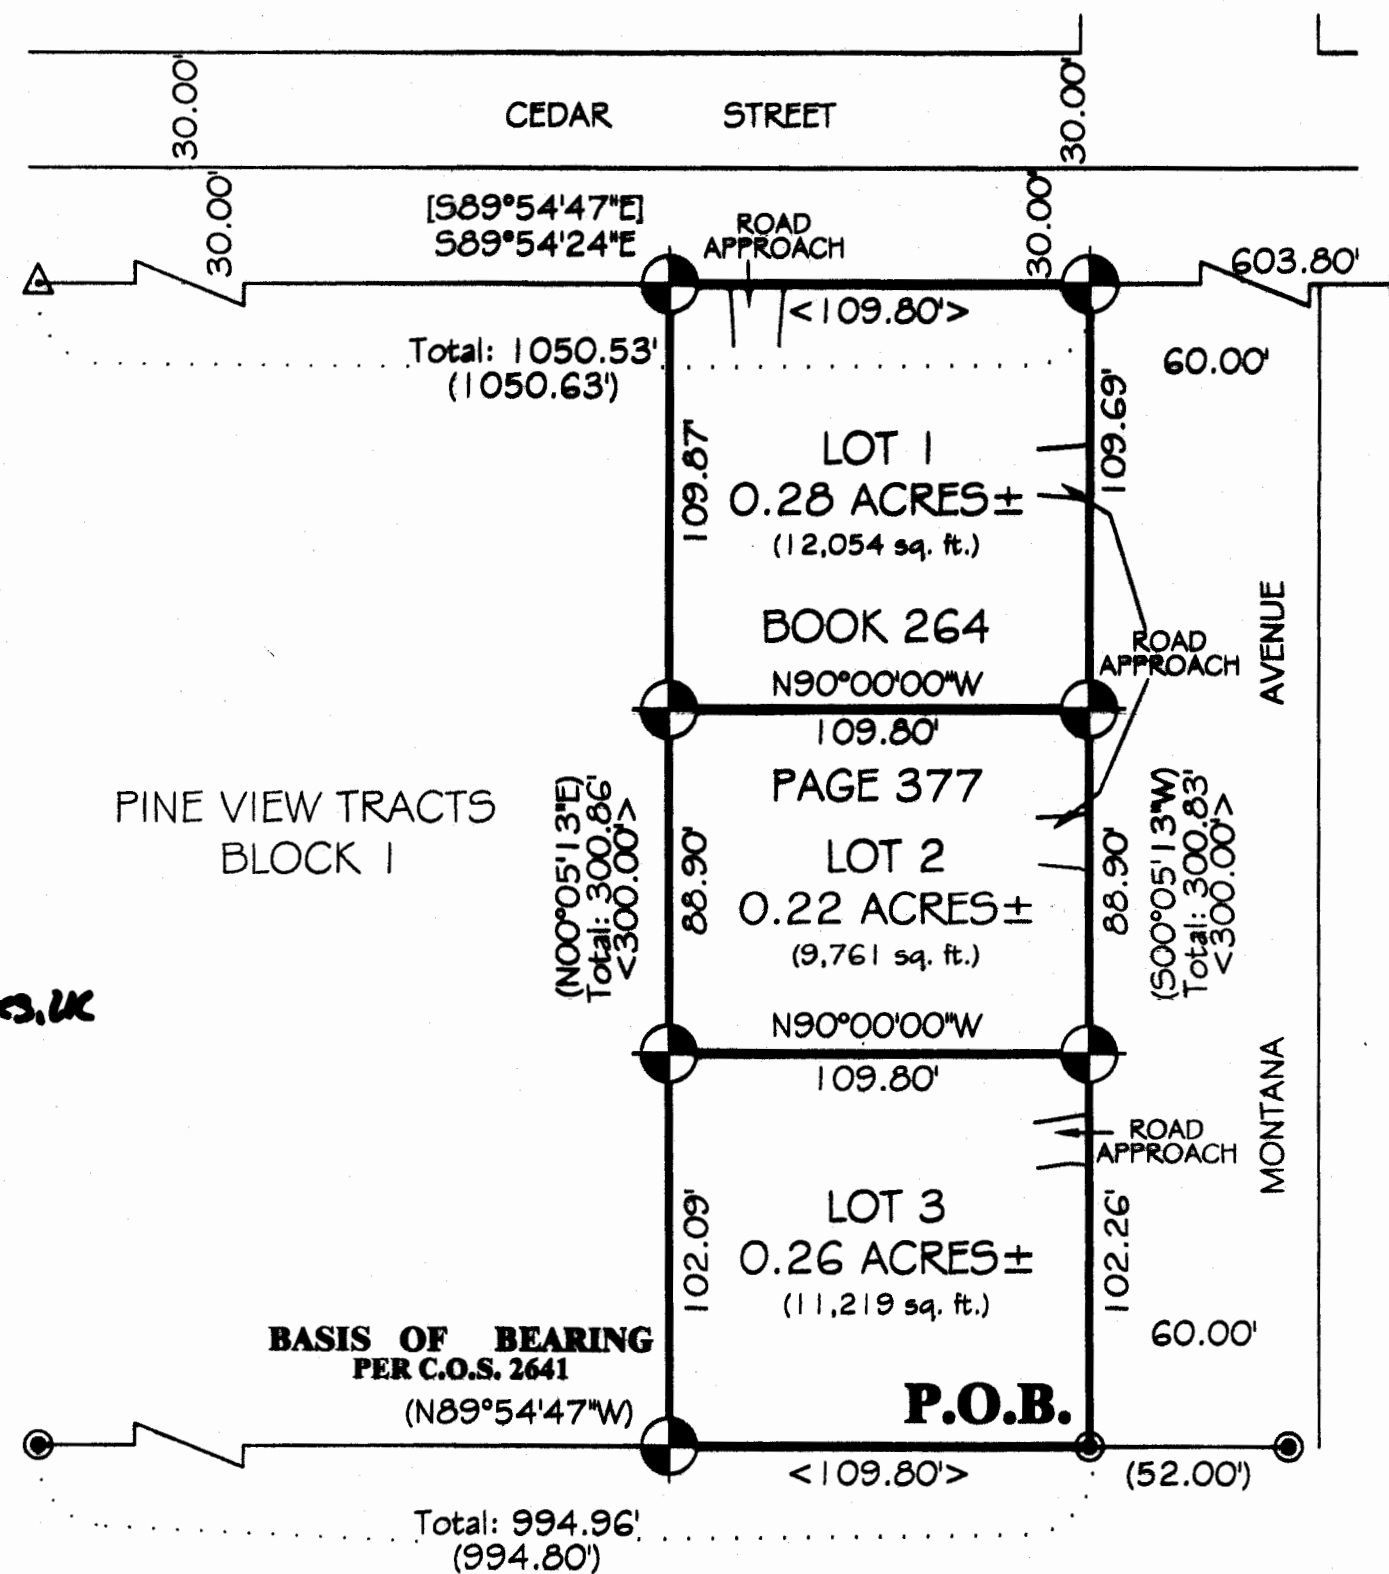 30.00'
30.00'
CEDAR STREET
30.00'
30.00'
[S89°54'47"E]
S89°54'24"E
ROAD
APPROACH
603.80'
<109.80'>
Total: 1050.53'
(1050.63')
60.00'
109.87'
109.69'
LOT 1
0.28 ACRES±
(12,054 sq. ft.)
BOOK 264
ROAD
APPROACH
AVENUE
N90°00'00"W
109.80'
PINE VIEW TRACTS
BLOCK 1
(N00°05'13"E)
Total: 300.86'
<300.00'>
88.90'
PAGE 377
LOT 2
0.22 ACRES±
(9,761 sq. ft.)
88.90'
(S00°05'13"W)
Total: 300.83'
<300.00'>
N90°00'00"W
109.80'
MONTANA
ROAD
APPROACH
102.09'
LOT 3
0.26 ACRES±
(11,219 sq. ft.)
102.26'
BASIS OF BEARING
PER C.O.S. 2641
(N89°54'47"W)
60.00'
P.O.B.
<109.80'>
(52.00')
Total: 994.96'
(994.80')